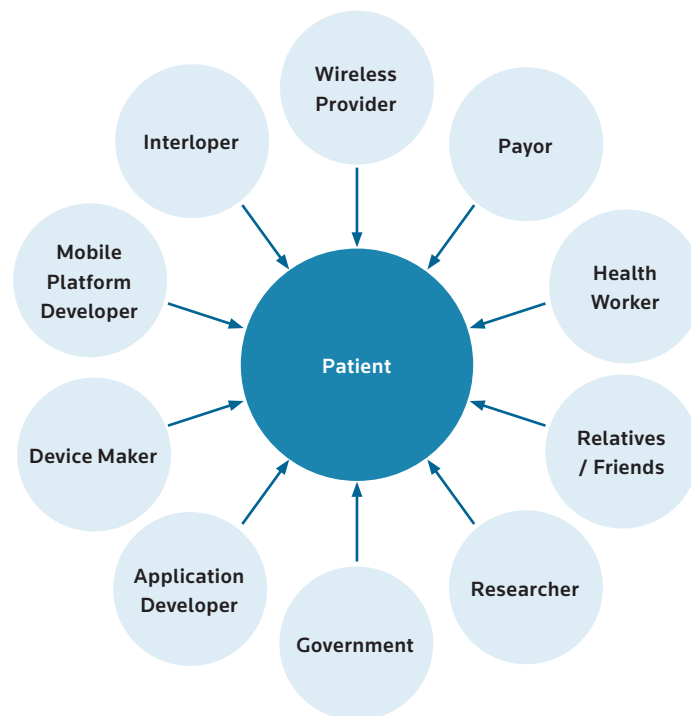 Wireless
Provider
Payor
Health
Worker
Relatives
/ Friends
Researcher
Government
Application
Developer
Device Maker
Mobile
Platform
Developer
Interloper
Patient